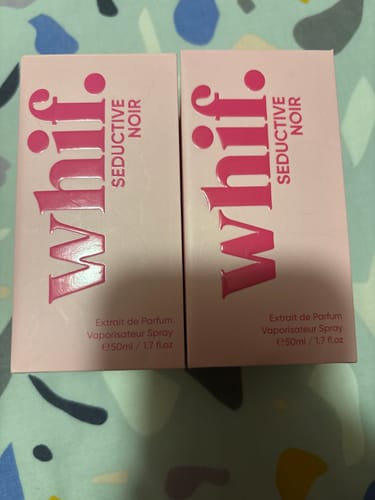 whif.
SEDUCTIVE
NOIR
Extrait de Parfum
Vaporisateur Spray
℮50ml / 1.7 fl.oz
whif.
SEDUCTIVE
NOIR
Extrait de Parfum
Vaporisateur Spray
℮50ml / 1.7 fl.oz